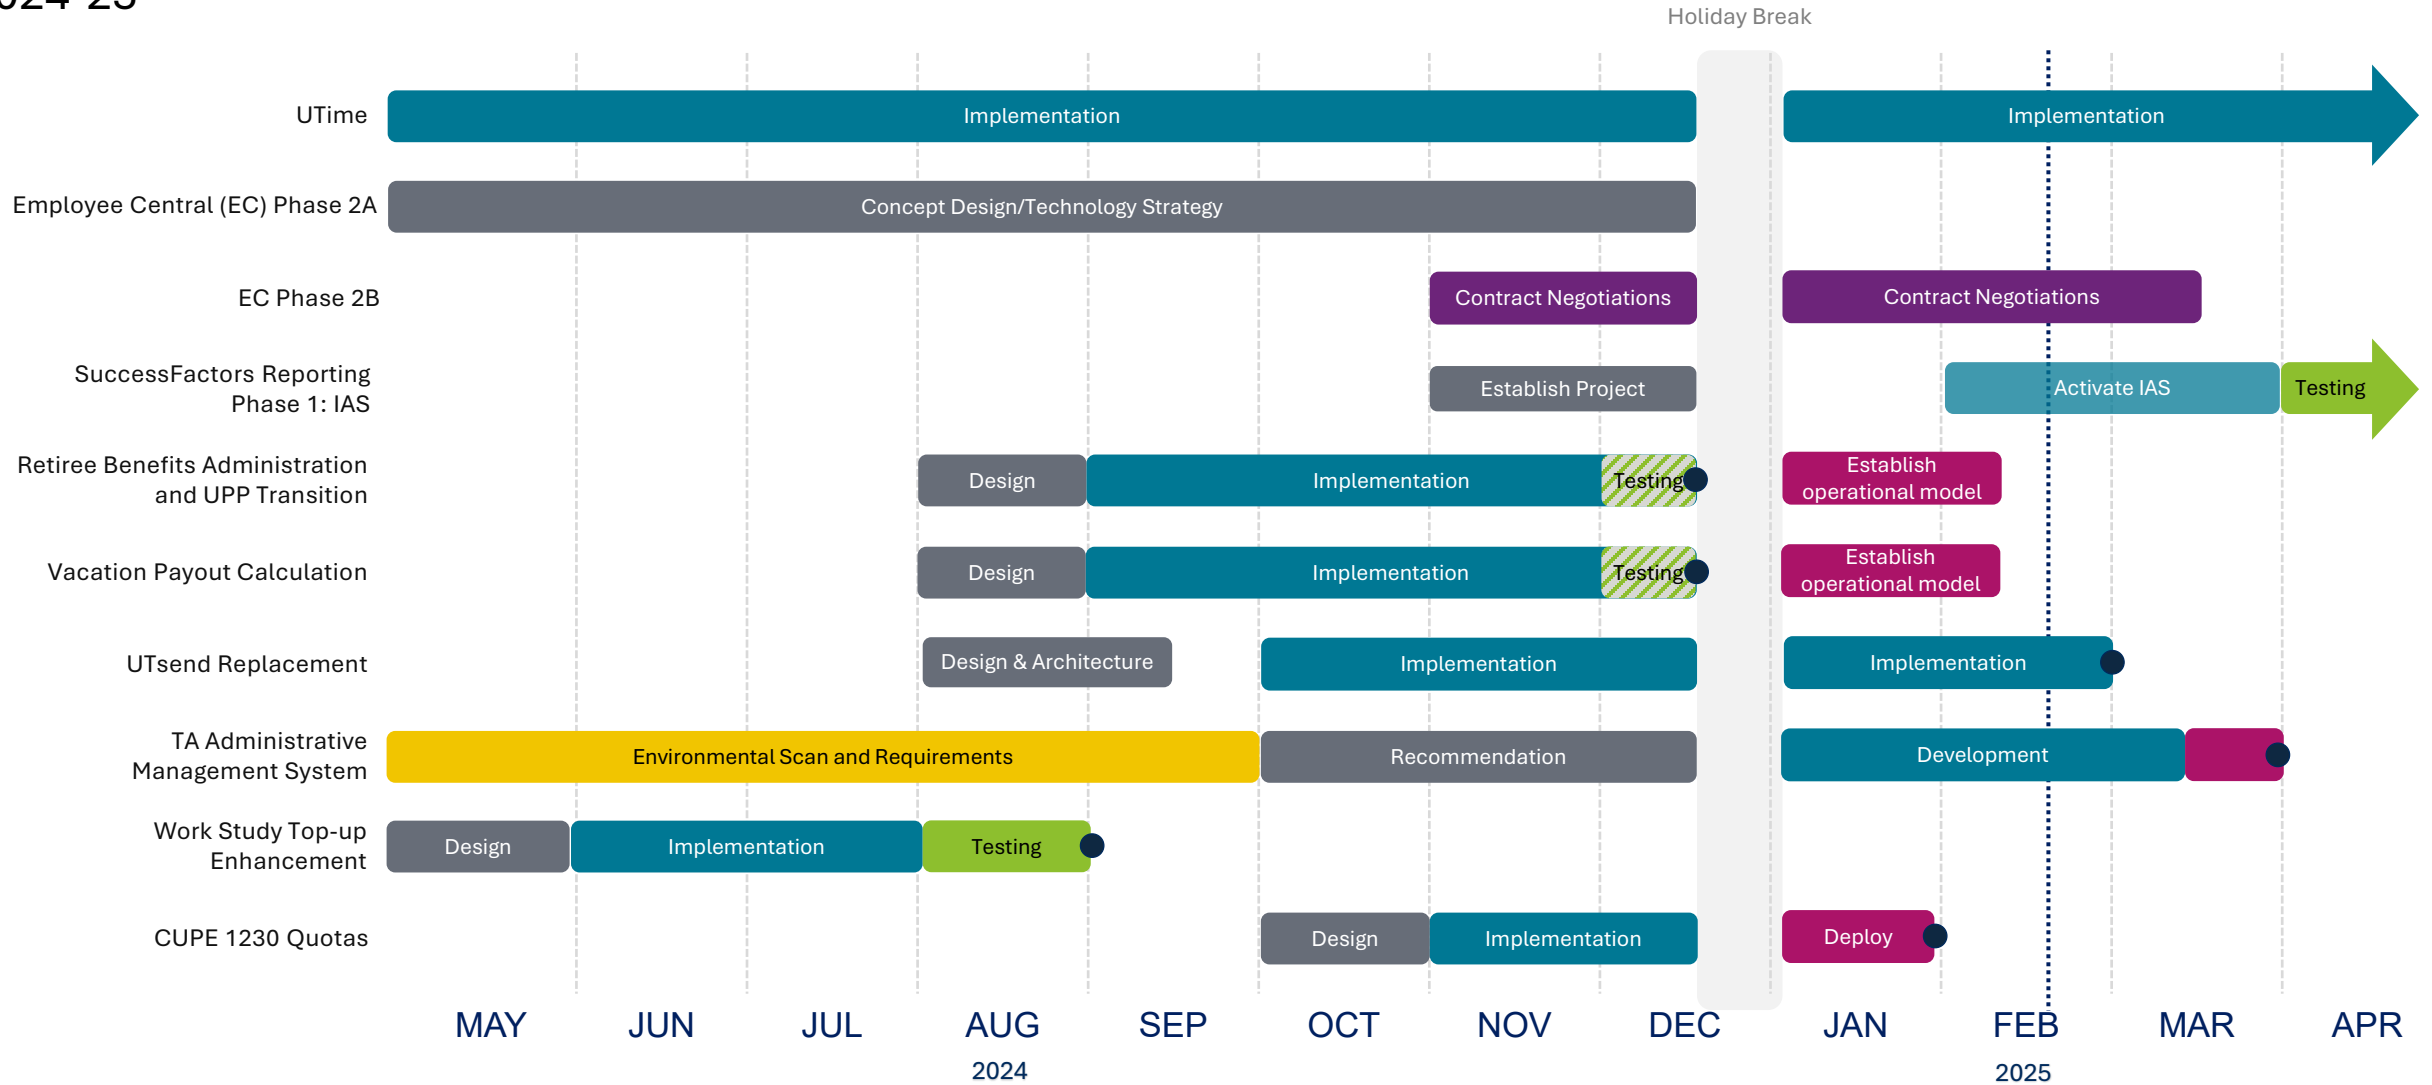 Holiday Break
UTime
Implementation
Implementation
Employee Central (EC) Phase 2A
Concept Design/Technology Strategy
EC Phase 2B
Contract Negotiations
Contract Negotiations
SuccessFactors Reporting
Phase 1: IAS
Establish Project
Activate IAS
Testing
Retiree Benefits Administration
and UPP Transition
Design
Implementation
Testing
Establish
operational model
Vacation Payout Calculation
Design
Implementation
Testing
Establish
operational model
UTsend Replacement
Design & Architecture
Implementation
Implementation
TA Administrative
Management System
Environmental Scan and Requirements
Recommendation
Development
Work Study Top-up
Enhancement
Design
Implementation
Testing
CUPE 1230 Quotas
Design
Implementation
Deploy
MAY JUN JUL AUG SEP OCT NOV DEC JAN FEB MAR APR
2024
2025